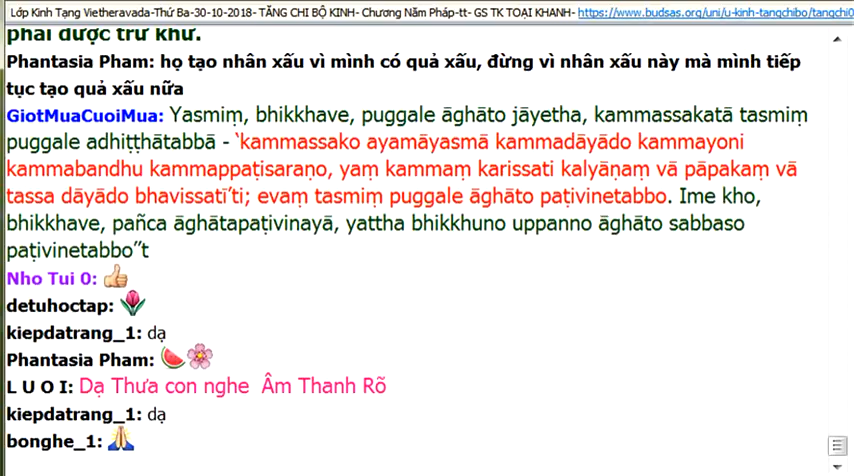 Lớp Kinh Tạng Vietheravada-Thứ Ba-30-10-2018- TĂNG CHI BỘ KINH- Chương Năm Pháp-tt- GS TK TOẠI KHANH- https://www.budsas.org/uni/u-kinh-tangchibo/tangchi0
phải được trừ khử.
Phantasia Pham: họ tạo nhân xấu vì mình có quả xấu, đừng vì nhân xấu này mà mình tiếp
tục tạo quả xấu nữa
GiotMuaCuoiMua: Yasmiṃ, bhikkhave, puggale āghāto jāyetha, kammassakatā tasmiṃ
puggale adhiṭṭhātabbā - ‘kammassako ayamāyasmā kammadāyādo kammayoni
kammabandhu kammappaṭisaraṇo, yaṃ kammaṃ karissati kalyāṇaṃ vā pāpakaṃ vā
tassa dāyādo bhavissatī’ti; evaṃ tasmiṃ puggale āghāto paṭivinetabbo. Ime kho,
bhikkhave, pañca āghātapaṭivinayā, yattha bhikkhuno uppanno āghāto sabbaso
paṭivinetabbo”t
Nho Tui 0: 👍
detuhoctap: 🌷
kiepdatrang_1: dạ
Phantasia Pham: 🍉🌸
L U O I: Dạ Thưa con nghe Âm Thanh Rõ
kiepdatrang_1: dạ
bonghe_1: 🙏